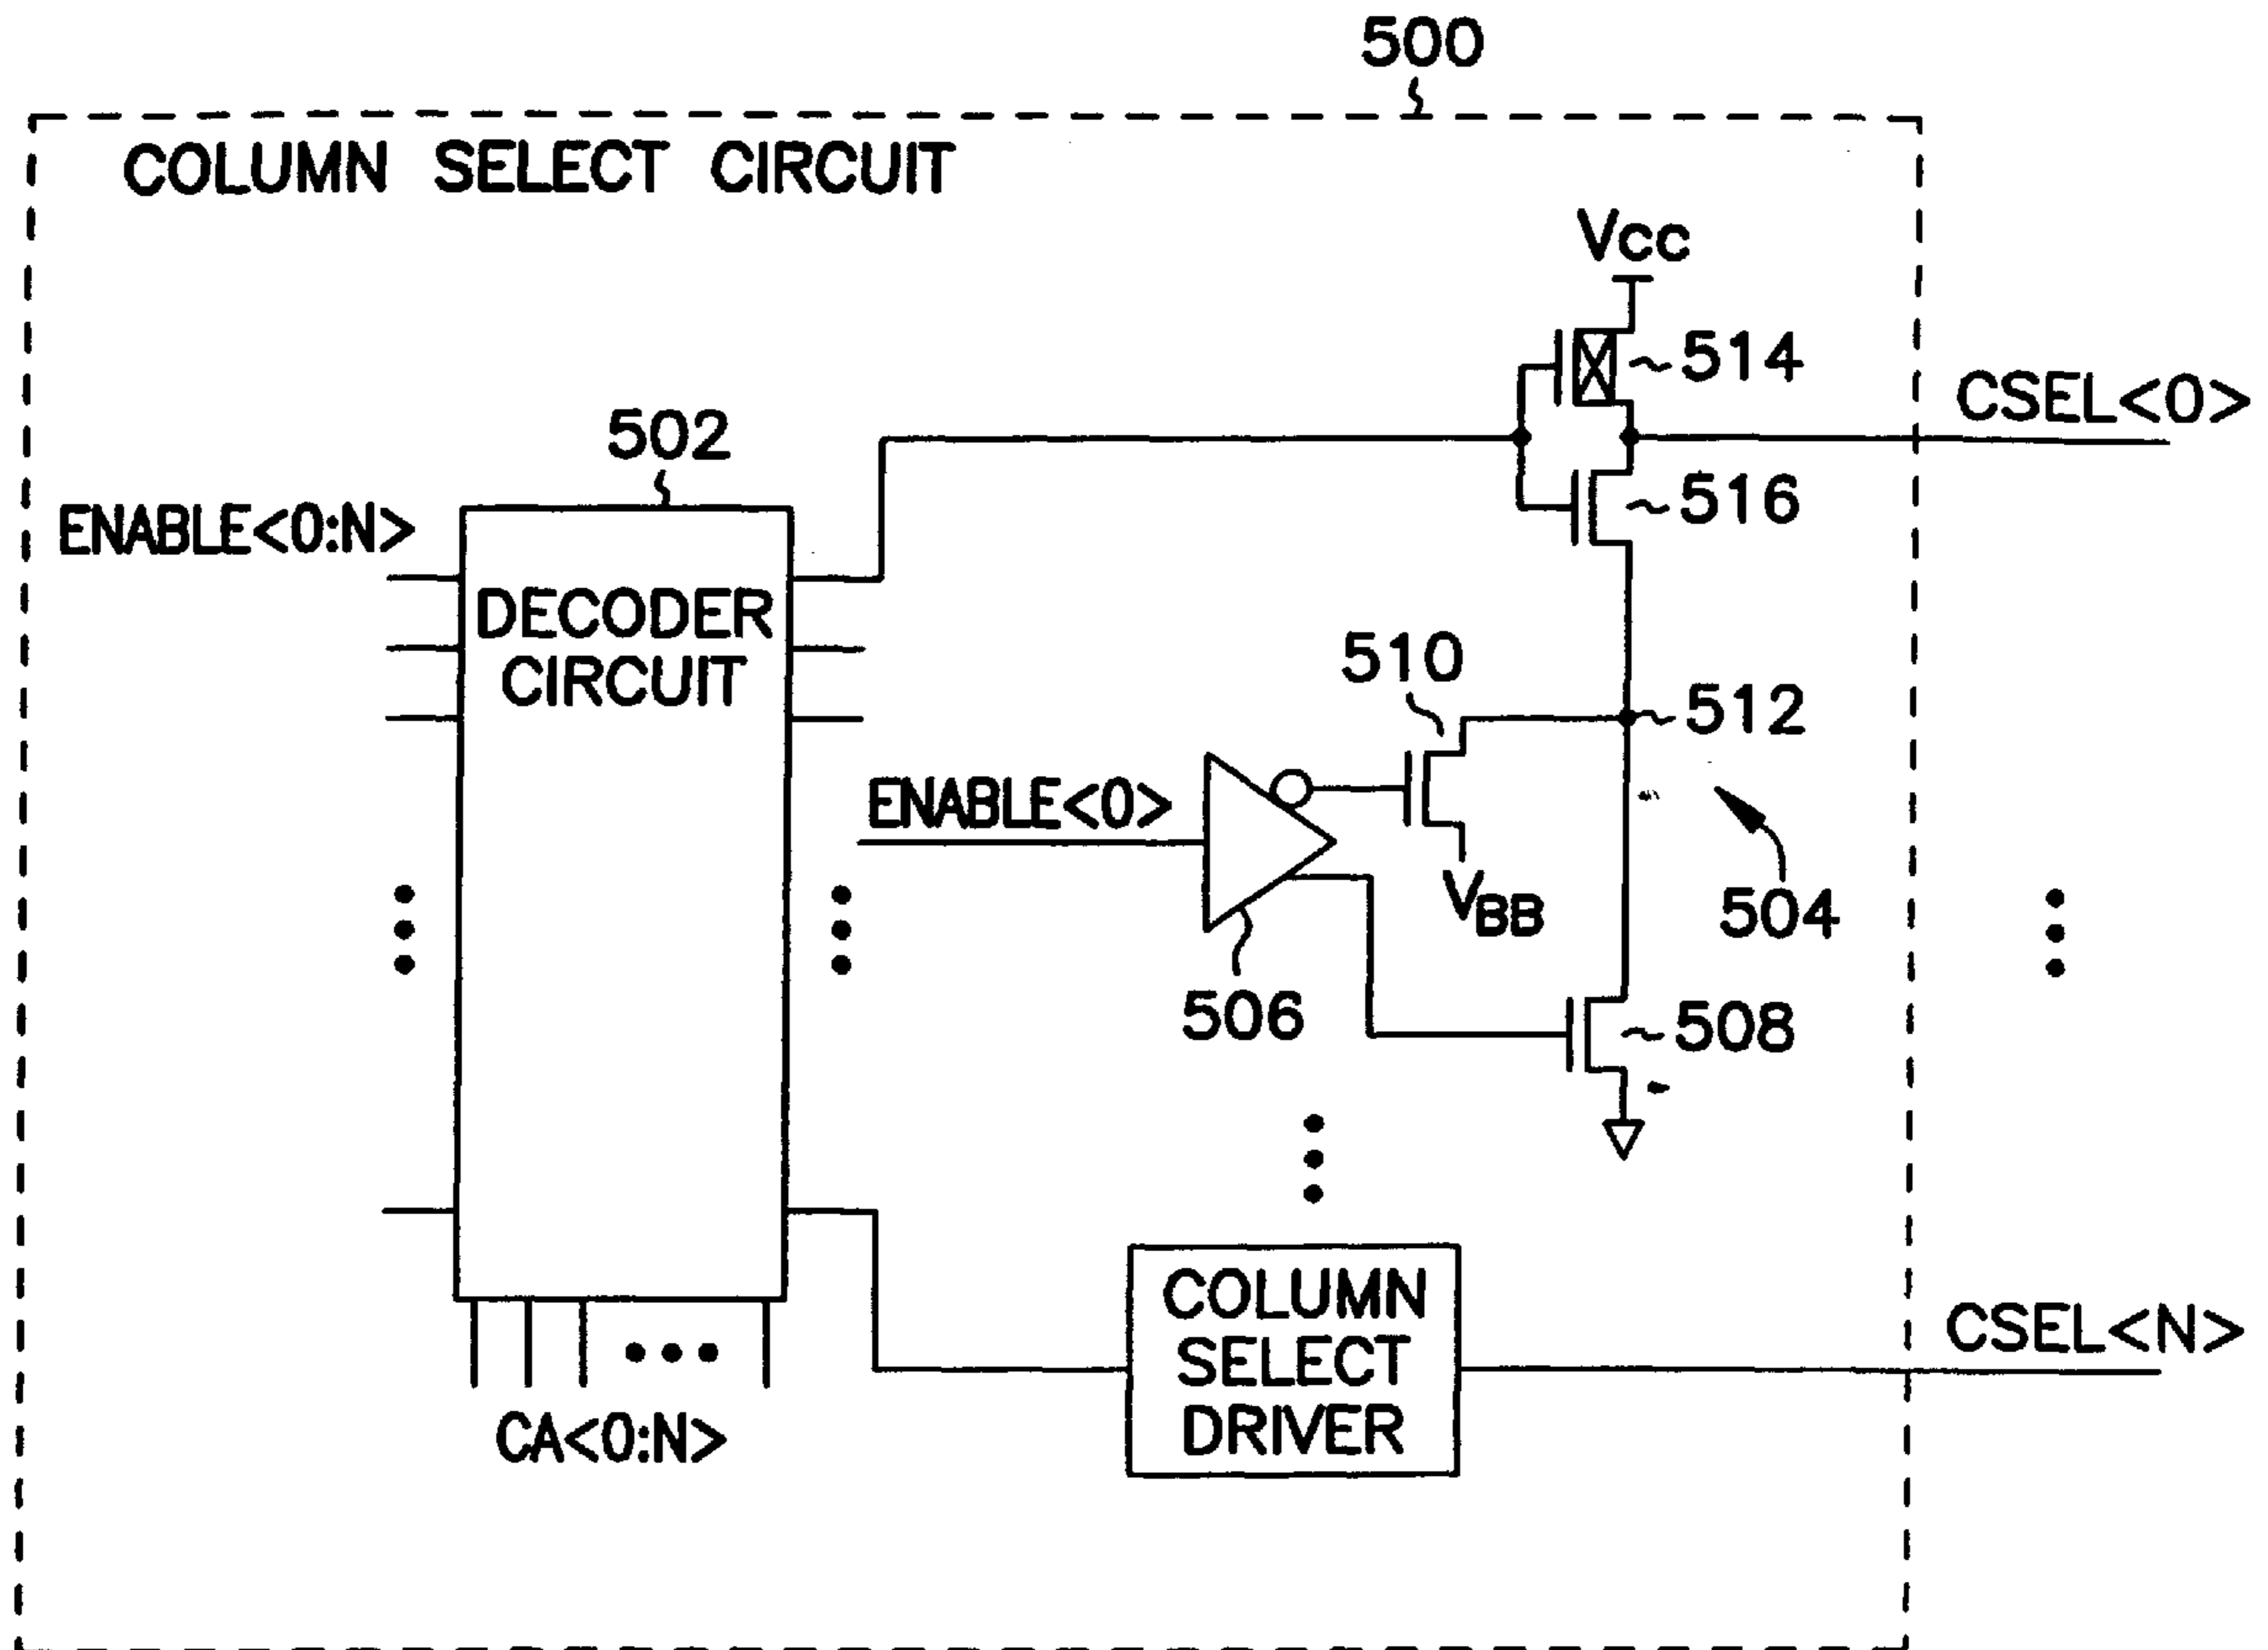 500
COLUMN SELECT CIRCUIT
Vcc
514
CSEL<0>
502
516
ENABLE<0:N>
DECODER
CIRCUIT
510
512
ENABLE<0>
VBB
504
506
508
COLUMN
SELECT
DRIVER
CSEL<N>
CA<0:N>